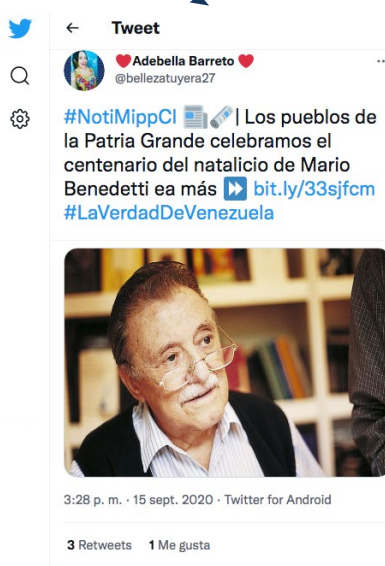 Tweet
Adebella Barreto
@bellezatuyera27
#NotiMippCI | Los pueblos de
la Patria Grande celebramos el
centenario del natalicio de Mario
Benedetti ea más bit.ly/33sjfcm
#LaVerdadDeVenezuela
3:28 p. m. · 15 sept. 2020 · Twitter for Android
3 Retweets 1 Me gusta